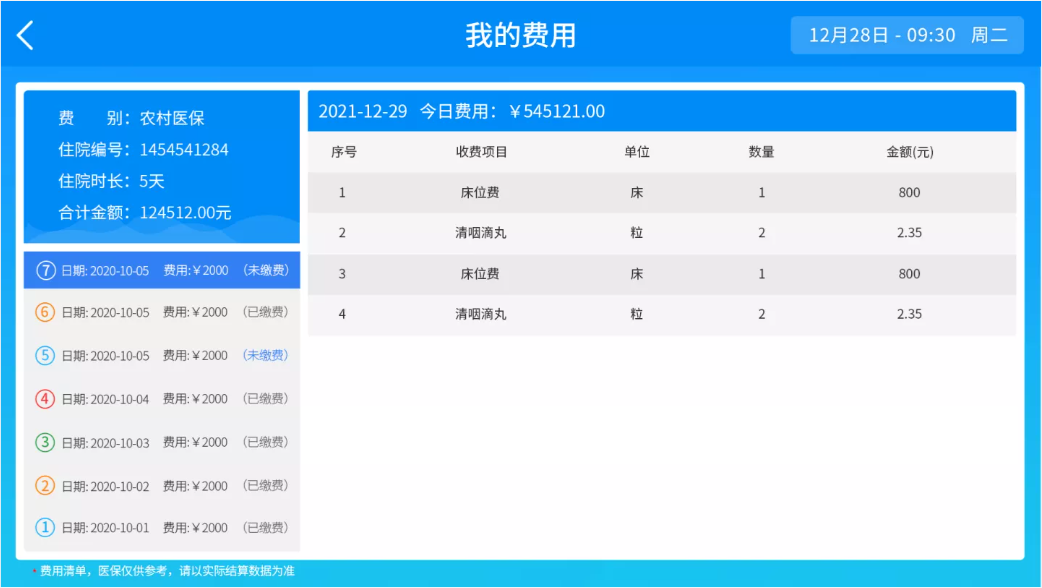 我的费用
12月28日 - 09:30 周二
费 别：农村医保
住院编号：1454541284
住院时长：5天
合计金额：124512.00元
⑦ 日期: 2020-10-05 费用:￥2000 （未缴费）
⑥ 日期: 2020-10-05 费用:￥2000 （已缴费）
⑤ 日期: 2020-10-05 费用:￥2000 （未缴费）
④ 日期: 2020-10-04 费用:￥2000 （已缴费）
③ 日期: 2020-10-03 费用:￥2000 （已缴费）
② 日期: 2020-10-02 费用:￥2000 （已缴费）
① 日期: 2020-10-01 费用:￥2000 （已缴费）
2021-12-29 今日费用：￥545121.00
序号 收费项目 单位 数量 金额(元)
1 床位费 床 1 800
2 清咽滴丸 粒 2 2.35
3 床位费 床 1 800
4 清咽滴丸 粒 2 2.35
• 费用清单，医保仅供参考，请以实际结算数据为准